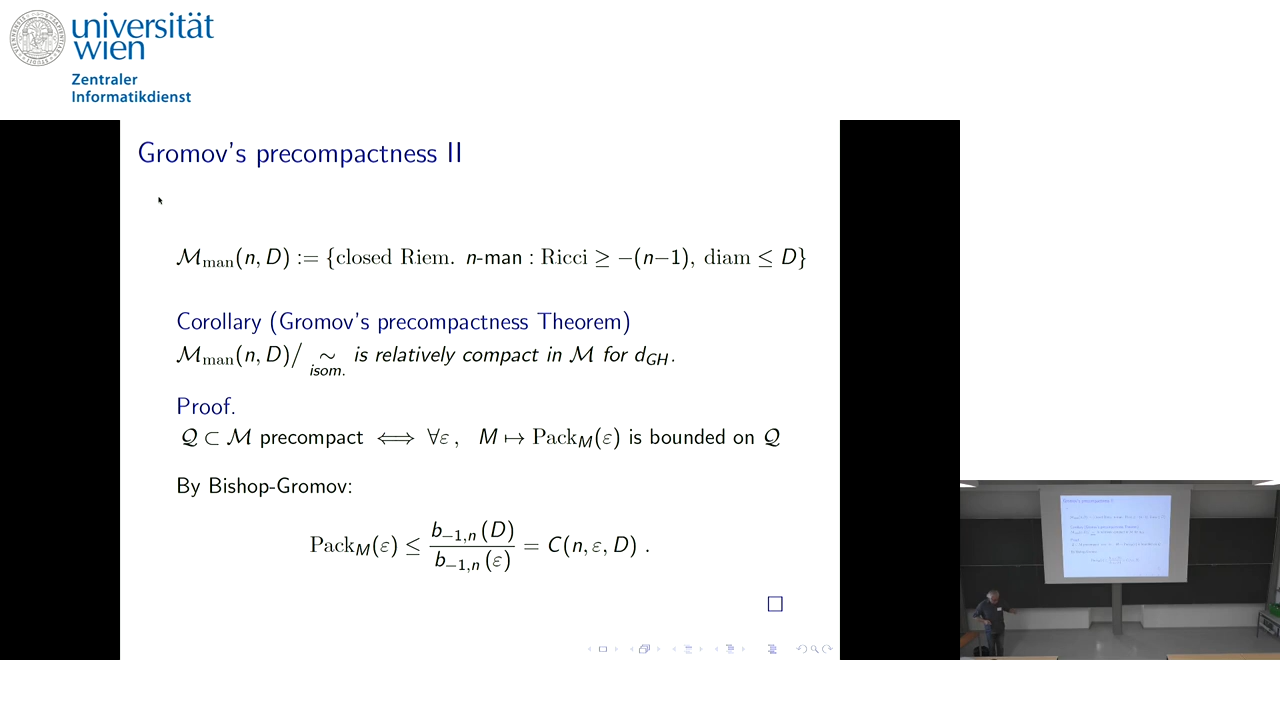 universität
wien
Zentraler
Informatikdienst
Gromov's precompactness II
ℳman(n, D) := {closed Riem. n-man : Ricci ≥ −(n−1), diam ≤ D}
Corollary (Gromov's precompactness Theorem)
ℳman(n, D)/ ∼ isom. is relatively compact in ℳ for dGH.
Proof.
𝒬 ⊂ ℳ precompact ⟺ ∀ε , M ↦ PackM(ε) is bounded on 𝒬
By Bishop-Gromov:
PackM(ε) ≤ b−1,n(D) / b−1,n(ε) = C(n, ε, D) .